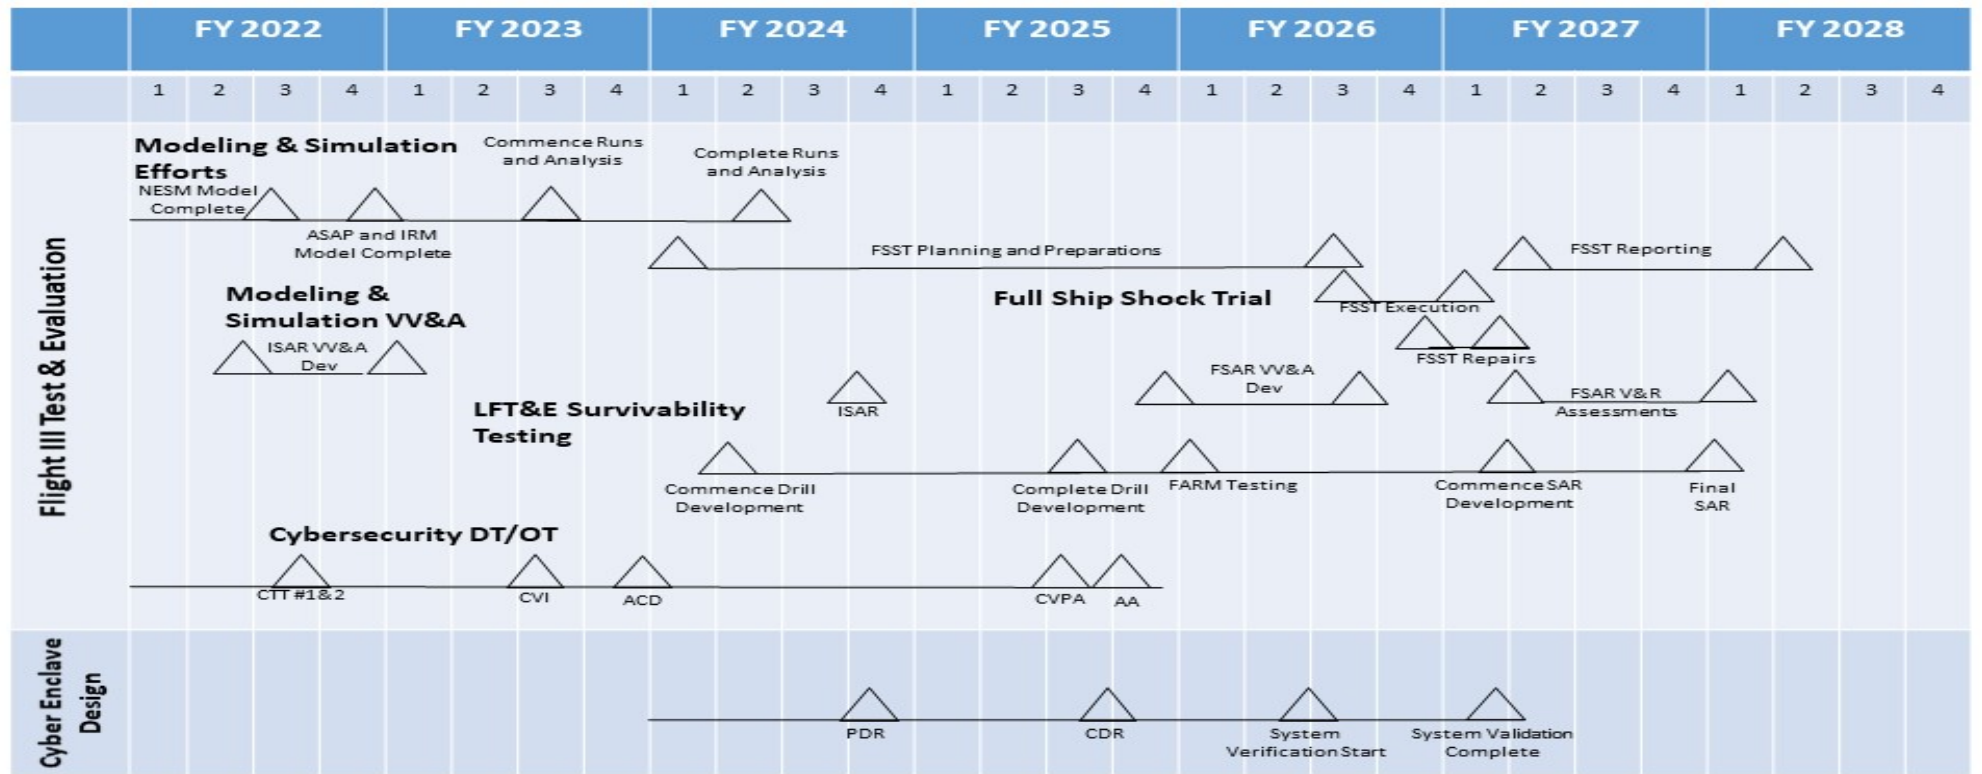 FY 2022 FY 2023 FY 2024 FY 2025 FY 2026 FY 2027 FY 2028
1 2 3 4 1 2 3 4 1 2 3 4 1 2 3 4 1 2 3 4 1 2 3 4 1 2 3 4
Flight III Test & Evaluation
Modeling & Simulation
Efforts
NESM Model
Complete
ASAP and IRM
Model Complete
Commence Runs
and Analysis
Complete Runs
and Analysis
FSST Planning and Preparations
FSST Reporting
Full Ship Shock Trial
FSST Execution
FSST Repairs
Modeling &
Simulation VV&A
ISAR VV&A
Dev
ISAR
FSAR VV&A
Dev
FSAR V&R
Assessments
LFT&E Survivability
Testing
Commence Drill
Development
Complete Drill
Development
FARM Testing
Commence SAR
Development
Final
SAR
Cybersecurity DT/OT
CTT #1&2
CVI
ACD
CVPA
AA
Cyber Enclave
Design
PDR
CDR
System
Verification Start
System Validation
Complete